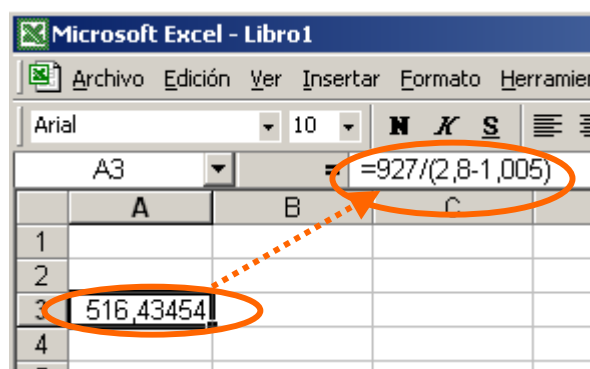 Microsoft Excel - Libro1
Archivo Edición Ver Insertar Formato
Arial 10 N K S
A3 = =927/(2,8-1,005)
A B C
1
2
3 516,43454
4